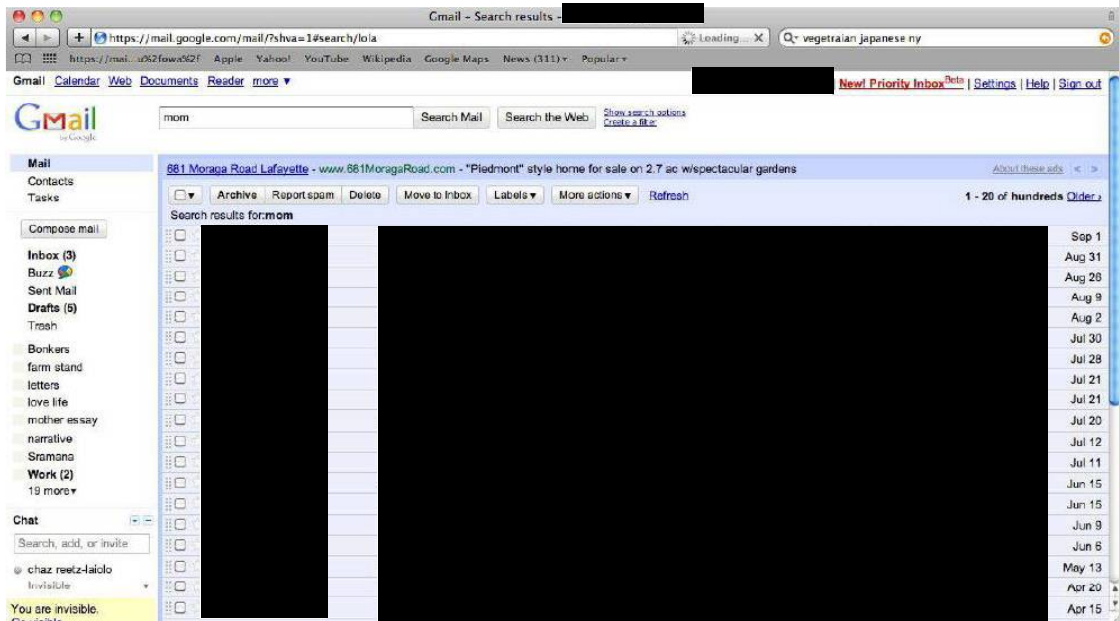 Gmail - Search results -
https://mail.google.com/mail/?shva=1#search/lola
Loading... X
vegetraian japanese ny
https://mai...u%2fowa%2f Apple Yahoo! YouTube Wikipedia Google Maps News (311) Popular
Gmail Calendar Web Documents Reader more ▼
New! Priority Inbox Beta | Settings | Help | Sign out
Gmail
by Google
mom
Search Mail
Search the Web
Show search options
Create a filter
Mail
Contacts
Tasks
Compose mail
Inbox (3)
Buzz
Sent Mail
Drafts (5)
Trash
Bonkers
farm stand
letters
love life
mother essay
narrative
Sramana
Work (2)
19 more▼
Chat
Search, add, or invite
chaz reetz-laiolo
Invisible
You are invisible.
681 Moraga Road Lafayette - www.681MoragaRoad.com - "Piedmont" style home for sale on 2.7 ac w/spectacular gardens
About these ads < >
Archive Report spam Delete Move to Inbox Labels ▼ More actions ▼ Refresh
1 - 20 of hundreds Older ›
Search results for:mom
Sep 1
Aug 31
Aug 26
Aug 9
Aug 2
Jul 30
Jul 28
Jul 21
Jul 21
Jul 20
Jul 12
Jul 11
Jun 15
Jun 15
Jun 9
Jun 6
May 13
Apr 20
Apr 15